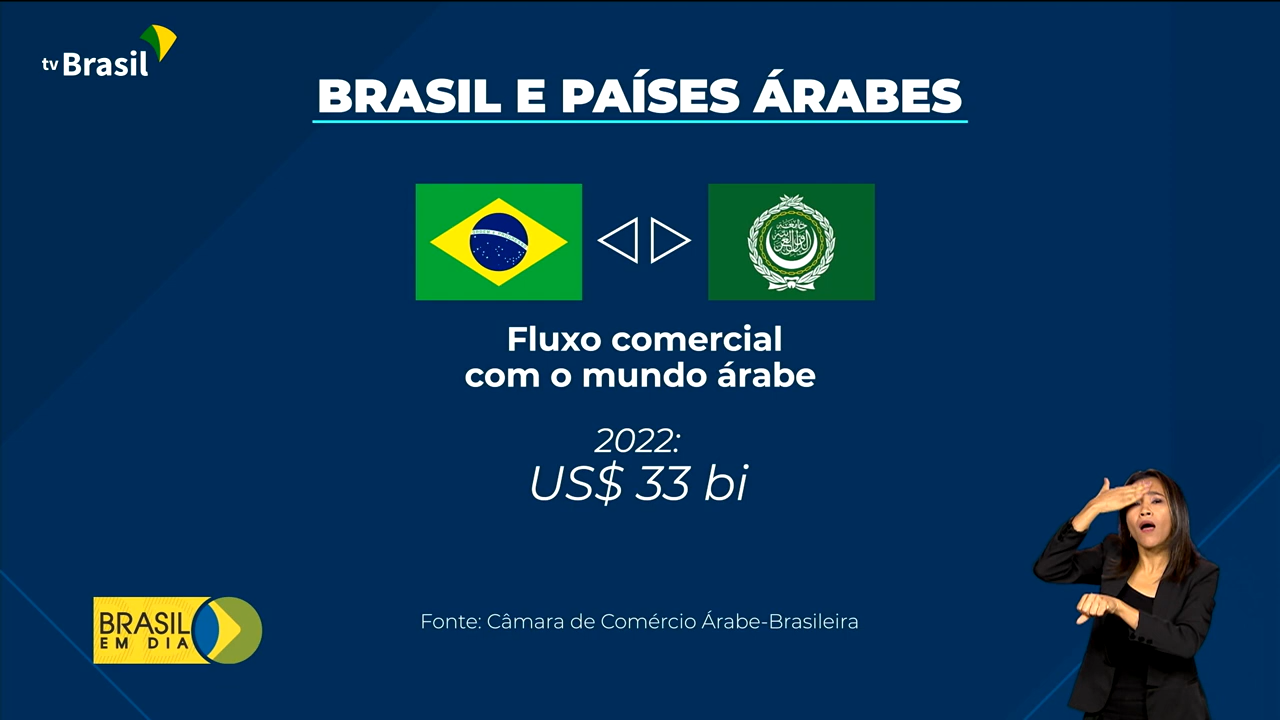 tv Brasil
BRASIL E PAÍSES ÁRABES
Fluxo comercial
com o mundo árabe
2022:
US$ 33 bi
Fonte: Câmara de Comércio Árabe-Brasileira
BRASIL
EM DIA